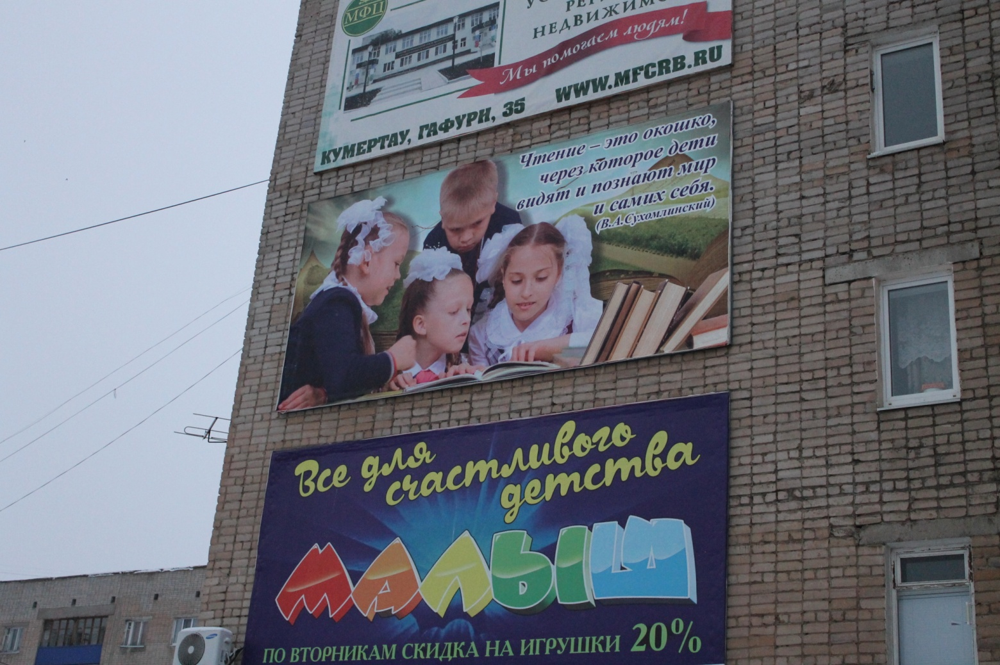 МФЦ
НЕДВИЖИМО
Мы помогаем людям!
WWW.MFCRB.RU
КУМЕРТАУ, ГАФУРИ, 35
Чтение – это окошко,
через которое дети
видят и познают мир
и самих себя.
(В.А.Сухомлинский)
Все для
счастливого
детства
МАЛЫШ
ПО ВТОРНИКАМ СКИДКА НА ИГРУШКИ 20%